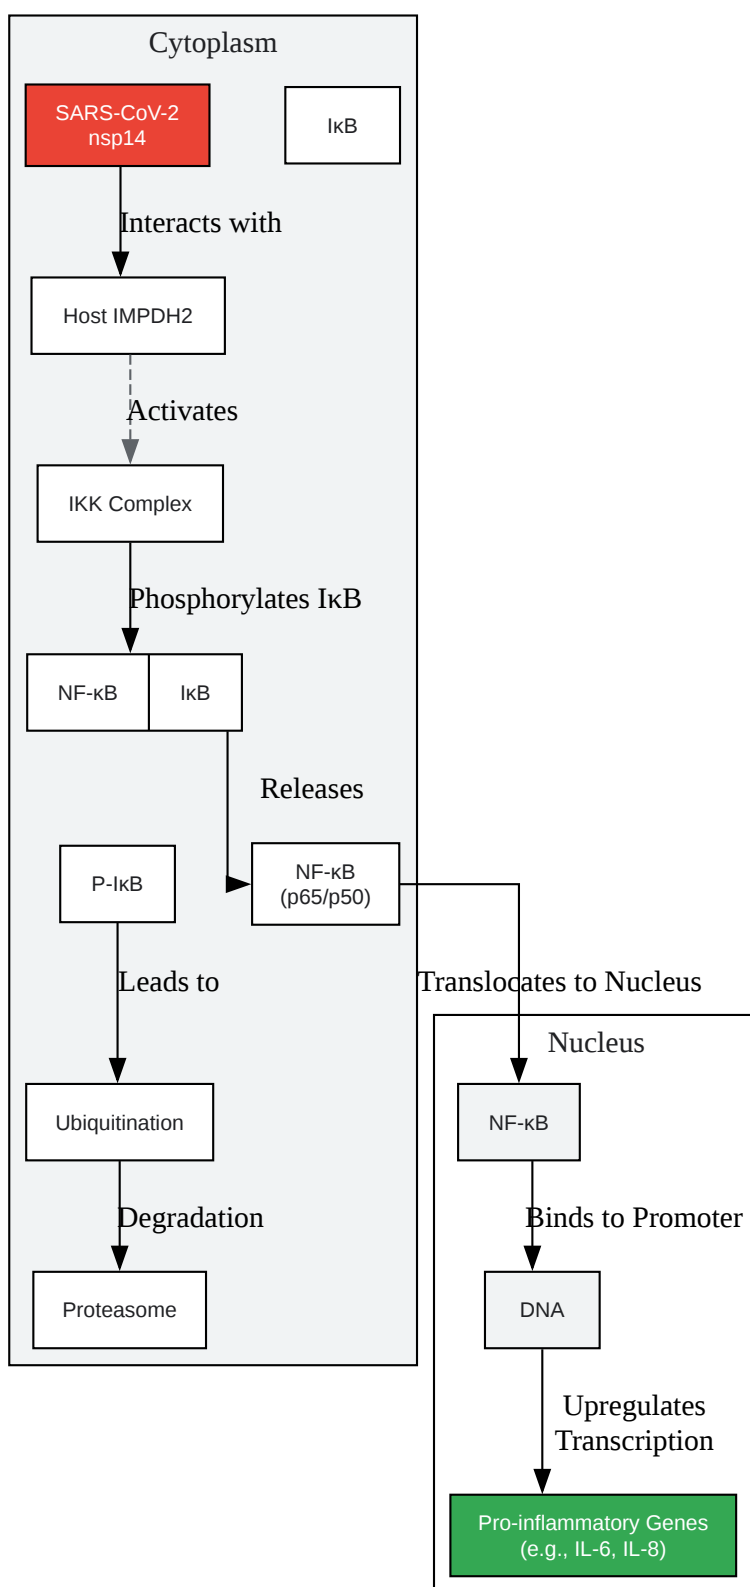 Cytoplasm
SARS-CoV-2
nsp14
IκB
Interacts with
Host IMPDH2
Activates
IKK Complex
Phosphorylates IκB
NF-κB
IκB
Releases
P-IκB
NF-κB
(p65/p50)
Leads to
Translocates to Nucleus
Nucleus
Ubiquitination
NF-κB
Degradation
Binds to Promoter
Proteasome
DNA
Upregulates
Transcription
Pro-inflammatory Genes
(e.g., IL-6, IL-8)